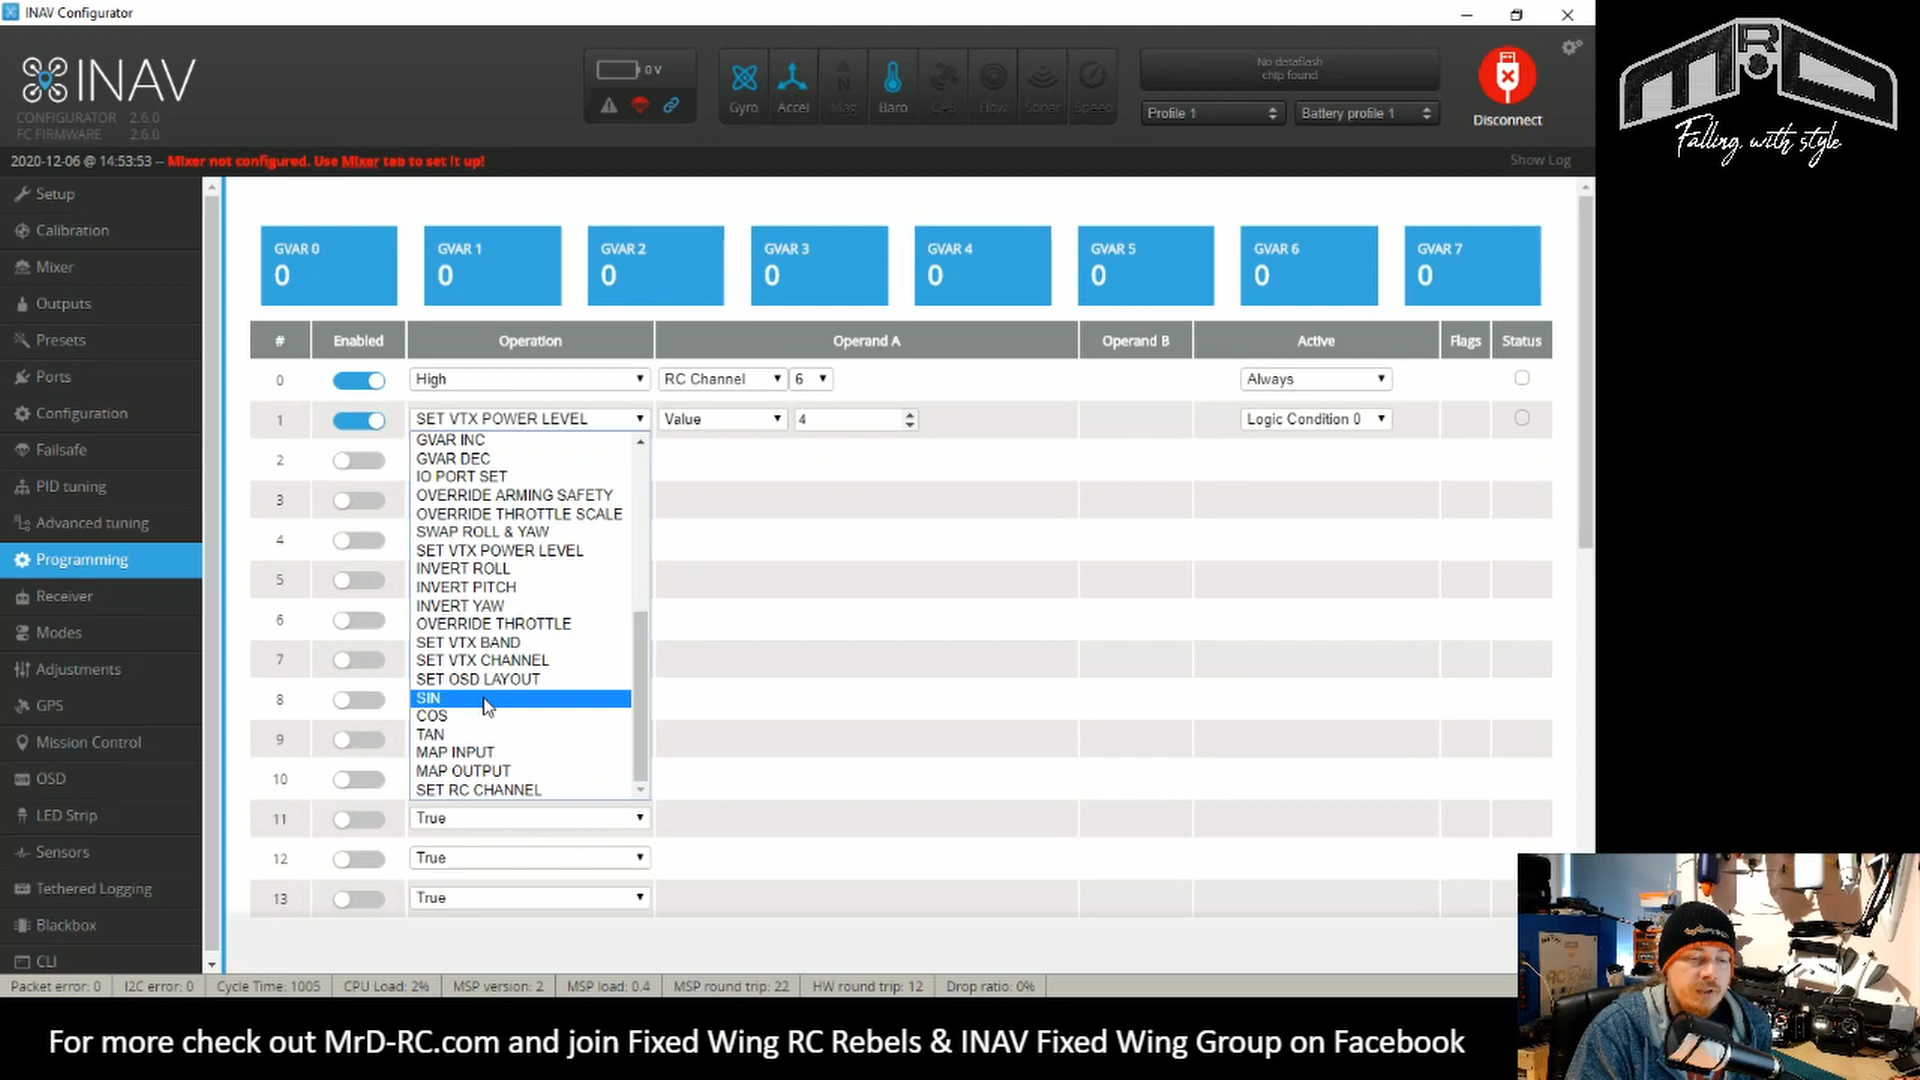 INAV Configurator
INAV
CONFIGURATOR 2.6.0
FC FIRMWARE 2.6.0
0 V
Gyro
Accel
Mag
Baro
GPS
Flow
Sonar
Speed
No dataflash
chip found
Profile 1
Battery profile 1
Disconnect
MRD
Falling with style
2020-12-06 @ 14:53:53 -- Mixer not configured. Use Mixer tab to set it up!
Show Log
Setup
Calibration
Mixer
Outputs
Presets
Ports
Configuration
Failsafe
PID tuning
Advanced tuning
Programming
Receiver
Modes
Adjustments
GPS
Mission Control
OSD
LED Strip
Sensors
Tethered Logging
Blackbox
CLI
GVAR 0 GVAR 1 GVAR 2 GVAR 3 GVAR 4 GVAR 5 GVAR 6 GVAR 7
0 0 0 0 0 0 0 0
# Enabled Operation Operand A Operand B Active Flags Status
0 High RC Channel 6 Always
1 SET VTX POWER LEVEL Value 4 Logic Condition 0
2
3
4
5
6
7
8
9
10
GVAR INC
GVAR DEC
IO PORT SET
OVERRIDE ARMING SAFETY
OVERRIDE THROTTLE SCALE
SWAP ROLL & YAW
SET VTX POWER LEVEL
INVERT ROLL
INVERT PITCH
INVERT YAW
OVERRIDE THROTTLE
SET VTX BAND
SET VTX CHANNEL
SET OSD LAYOUT
SIN
COS
TAN
MAP INPUT
MAP OUTPUT
SET RC CHANNEL
11 True
12 True
13 True
Packet error: 0 I2C error: 0 Cycle Time: 1005 CPU Load: 2% MSP version: 2 MSP load: 0.4 MSP round trip: 22 HW round trip: 12 Drop ratio: 0%
For more check out MrD-RC.com and join Fixed Wing RC Rebels & INAV Fixed Wing Group on Facebook